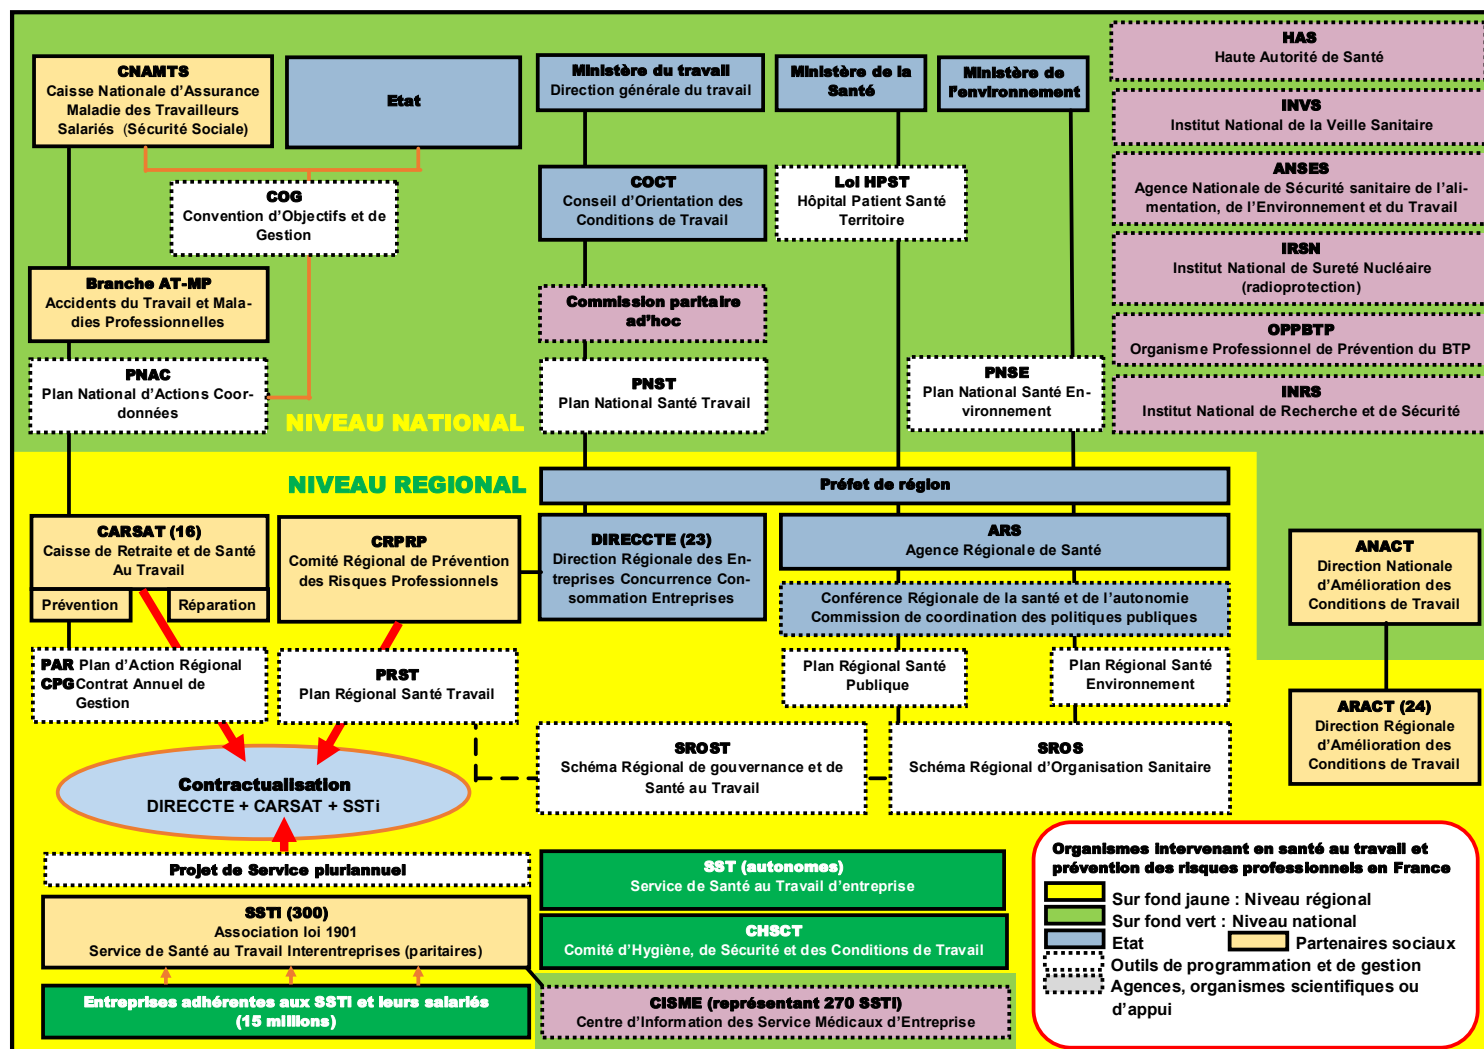 CNAMTS
Caisse Nationale d'Assurance
Maladie des Travailleurs
Salariés (Sécurité Sociale)
Etat
Ministère du travail
Direction générale du travail
Ministère de la
Santé
Ministère de
l'environnement
HAS
Haute Autorité de Santé
INVS
Institut National de la Veille Sanitaire
ANSES
Agence Nationale de Sécurité sanitaire de l'ali-
mentation, de l'Environnement et du Travail
IRSN
Institut National de Sureté Nucléaire
(radioprotection)
OPPBTP
Organisme Professionnel de Prévention du BTP
INRS
Institut National de Recherche et de Sécurité
COG
Convention d'Objectifs et de
Gestion
COCT
Conseil d'Orientation des
Conditions de Travail
Loi HPST
Hôpital Patient Santé
Territoire
Branche AT-MP
Accidents du Travail et Mala-
dies Professionnelles
Commission paritaire
ad'hoc
PNAC
Plan National d'Actions Coor-
données
PNST
Plan National Santé Travail
PNSE
Plan National Santé En-
vironnement
NIVEAU NATIONAL
NIVEAU REGIONAL
Préfet de région
CARSAT (16)
Caisse de Retraite et de Santé
Au Travail
Prévention
Réparation
CRPRP
Comité Régional de Prévention
des Risques Professionnels
DIRECCTE (23)
Direction Régionale des En-
treprises Concurrence Con-
sommation Entreprises
ARS
Agence Régionale de Santé
Conférence Régionale de la santé et de l'autonomie
Commission de coordination des politiques publiques
ANACT
Direction Nationale
d'Amélioration des
Conditions de Travail
PAR Plan d'Action Régional
CPG Contrat Annuel de
Gestion
PRST
Plan Régional Santé Travail
Plan Régional Santé
Publique
Plan Régional Santé
Environnement
ARACT (24)
Direction Régionale
d'Amélioration des
Conditions de Travail
SROST
Schéma Régional de gouvernance et de
Santé au Travail
SROS
Schéma Régional d'Organisation Sanitaire
Contractualisation
DIRECCTE + CARSAT + SSTi
Projet de Service pluriannuel
SSTI (300)
Association loi 1901
Service de Santé au Travail Interentreprises (paritaires)
Entreprises adhérentes aux SSTI et leurs salariés
(15 millions)
SST (autonomes)
Service de Santé au Travail d'entreprise
CHSCT
Comité d'Hygiène, de Sécurité et des Conditions de Travail
CISME (représentant 270 SSTI)
Centre d'Information des Service Médicaux d'Entreprise
Organismes intervenant en santé au travail et
prévention des risques professionnels en France
Sur fond jaune : Niveau régional
Sur fond vert : Niveau national
Etat
Partenaires sociaux
Outils de programmation et de gestion
Agences, organismes scientifiques ou
d'appui